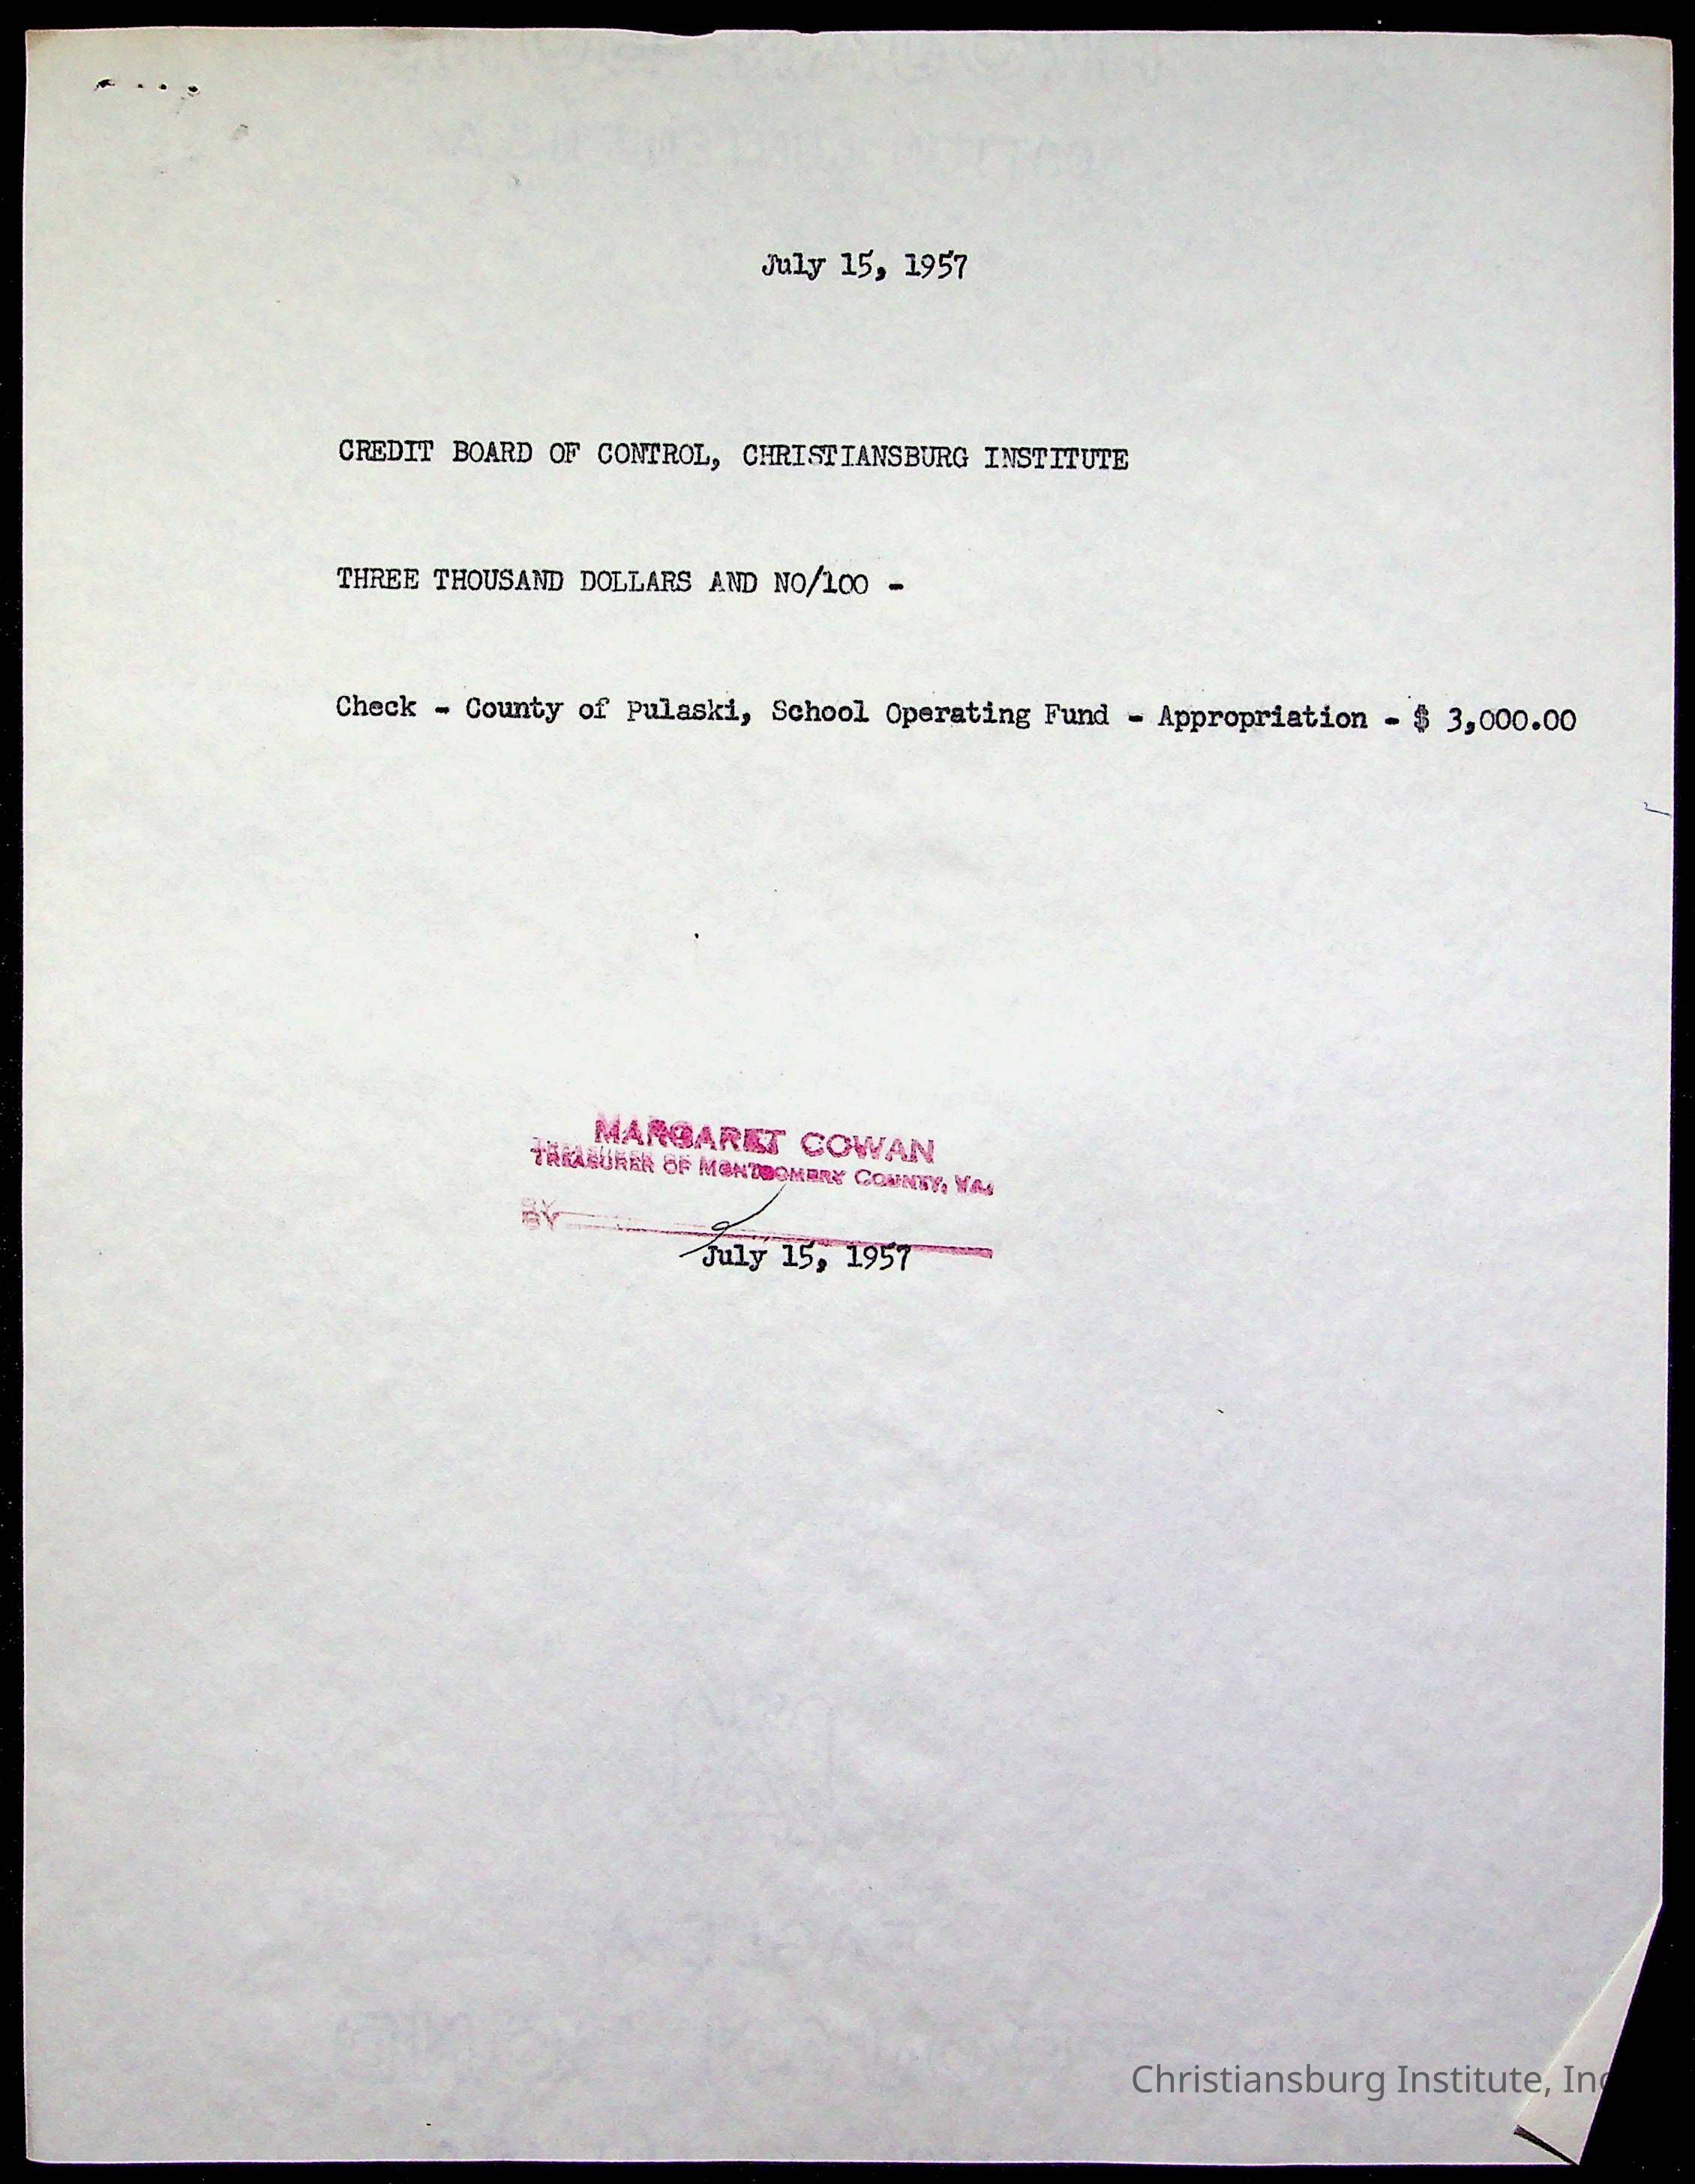 July 15, 1957
CREDIT BOARD OF CONTROL, CHRISTIANSBURG INSTITUTE
THREE THOUSAND DOLLARS AND NO/100 -
Check - County of Pulaski, School Operating Fund - Appropriation - $ 3,000.00
MARGARET COWAN
TREASURER OF MONTGOMERY COUNTY, VA.
BY
July 15, 1957
Christiansburg Institute, Inc